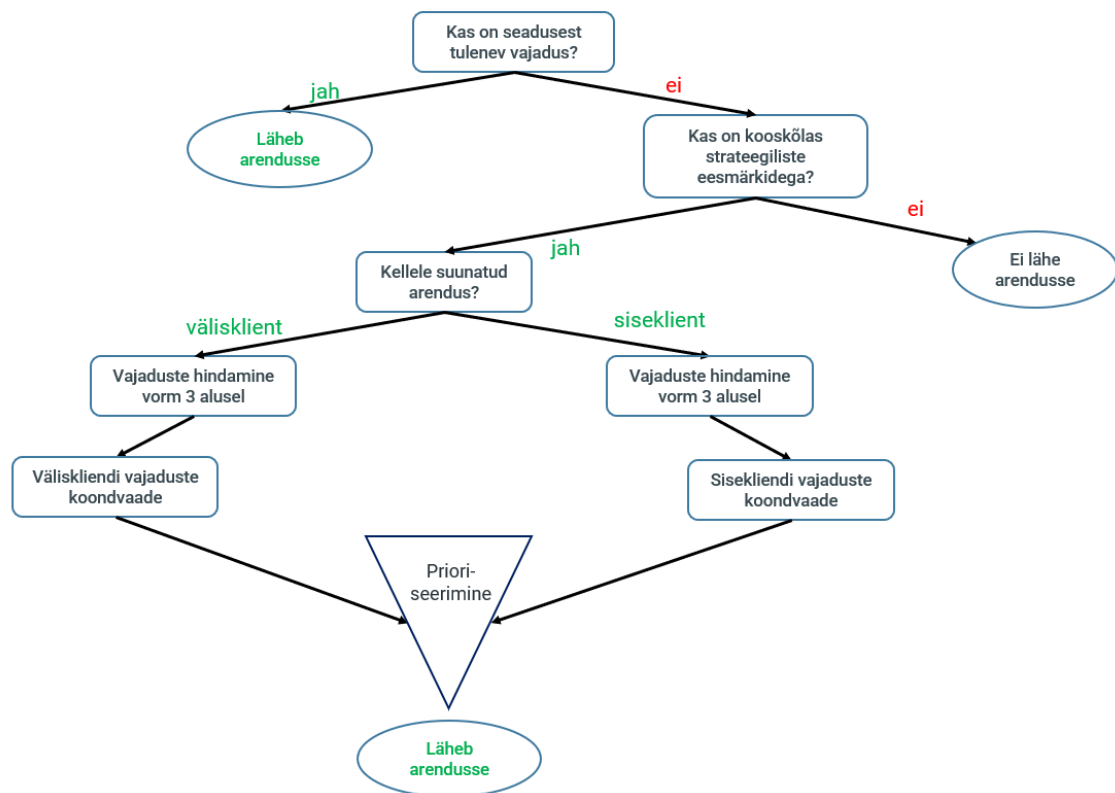 Kas on seadusest
tulenev vajadus?
jah
ei
Läheb
arendusse
Kas on kooskõlas
strateegiliste
eesmärkidega?
jah
ei
Kellele suunatud
arendus?
Ei lähe
arendusse
välisklient
siseklient
Vajaduste hindamine
vorm 3 alusel
Vajaduste hindamine
vorm 3 alusel
Väliskliendi vajaduste
koondvaade
Sisekliendi vajaduste
koondvaade
Priori-
seerimine
Läheb
arendusse